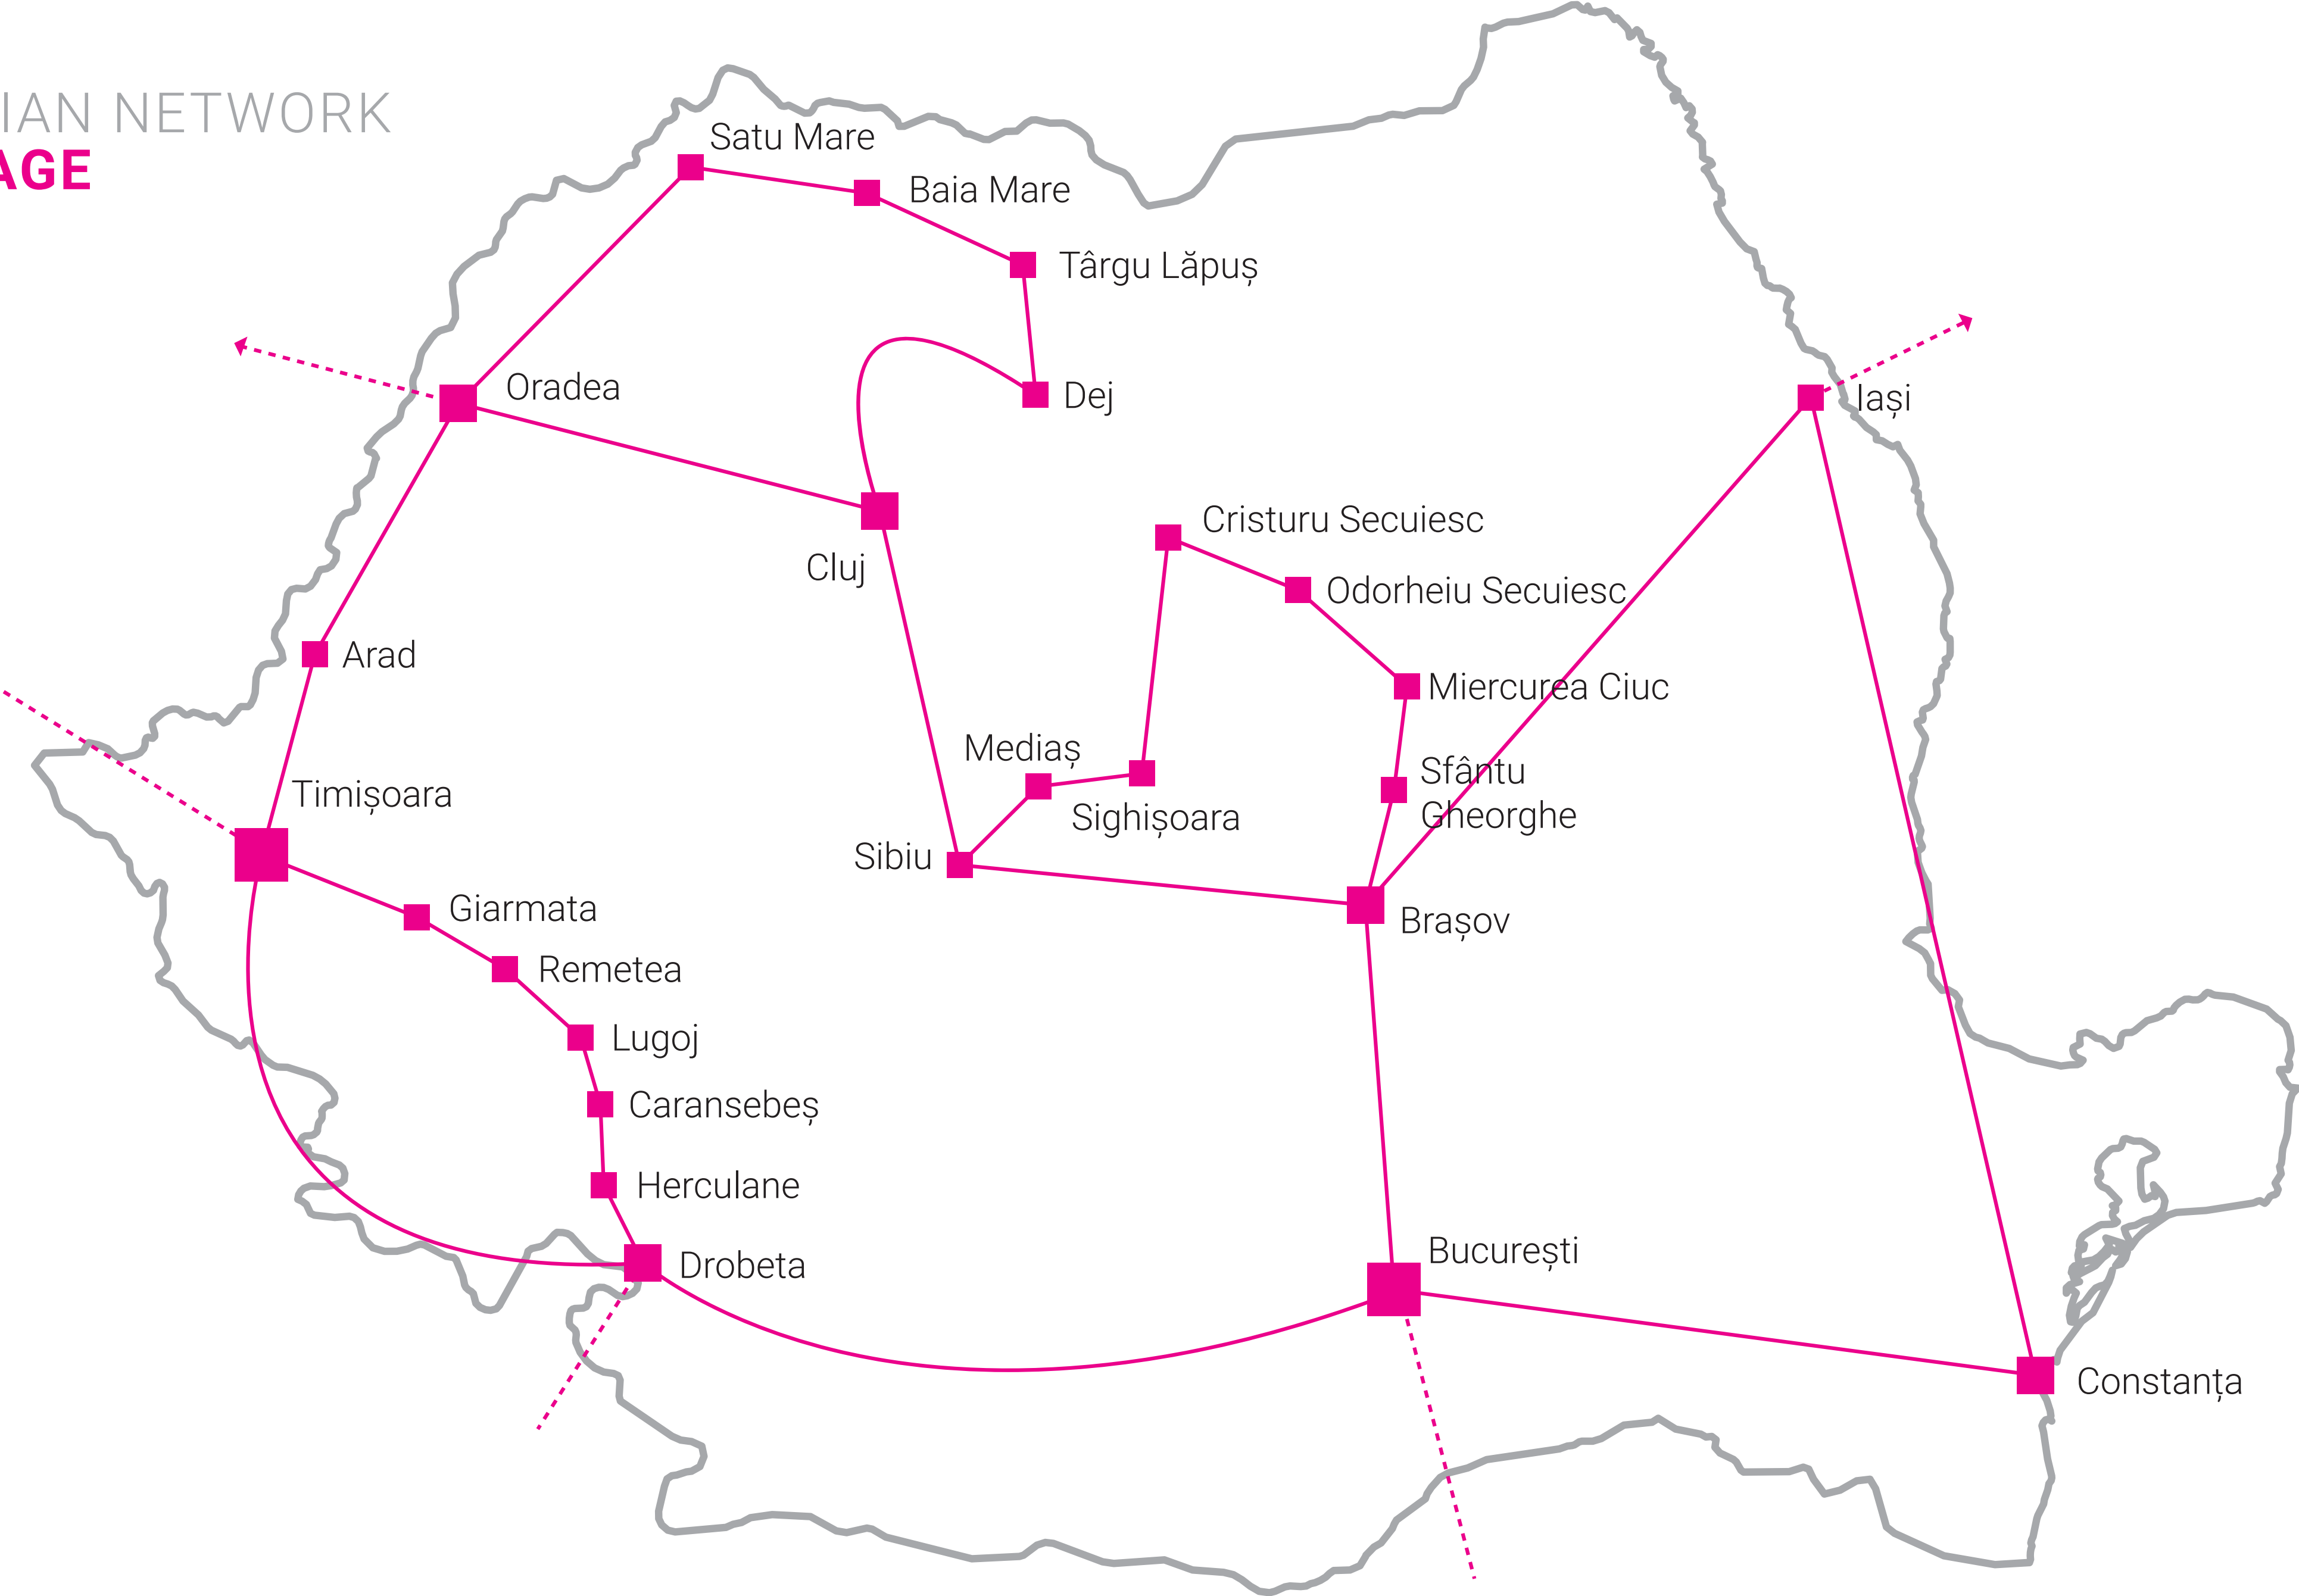 IAN NETWORK
AGE
Satu Mare
Baia Mare
Târgu Lăpuș
Oradea
Dej
Iași
Cristuru Secuiesc
Cluj
Odorheiu Secuiesc
Arad
Miercurea Ciuc
Mediaș
Sfântu
Gheorghe
Timișoara
Sighișoara
Sibiu
Brașov
Giarmata
Remetea
Lugoj
Caransebeș
Herculane
Drobeta
București
Constanța